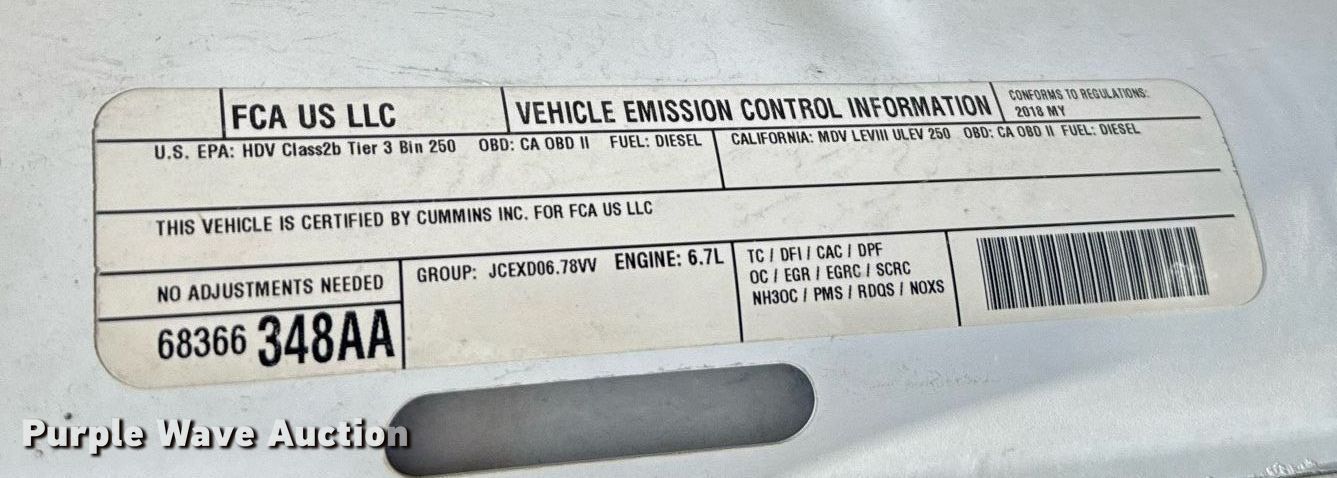 FCA US LLC
VEHICLE EMISSION CONTROL INFORMATION
CONFORMS TO REGULATIONS:
2018 MY
U.S. EPA: HDV Class2b Tier 3 Bin 250 OBD: CA OBD II FUEL: DIESEL
CALIFORNIA: MDV LEVIII ULEV 250 OBD: CA OBD II FUEL: DIESEL
THIS VEHICLE IS CERTIFIED BY CUMMINS INC. FOR FCA US LLC
NO ADJUSTMENTS NEEDED
68366 348AA
GROUP: JCEXD06.78VV ENGINE: 6.7L
TC / DFI / CAC / DPF
OC / EGR / EGRC / SCRC
NH3OC / PMS / RDQS / NOXS
Purple Wave Auction